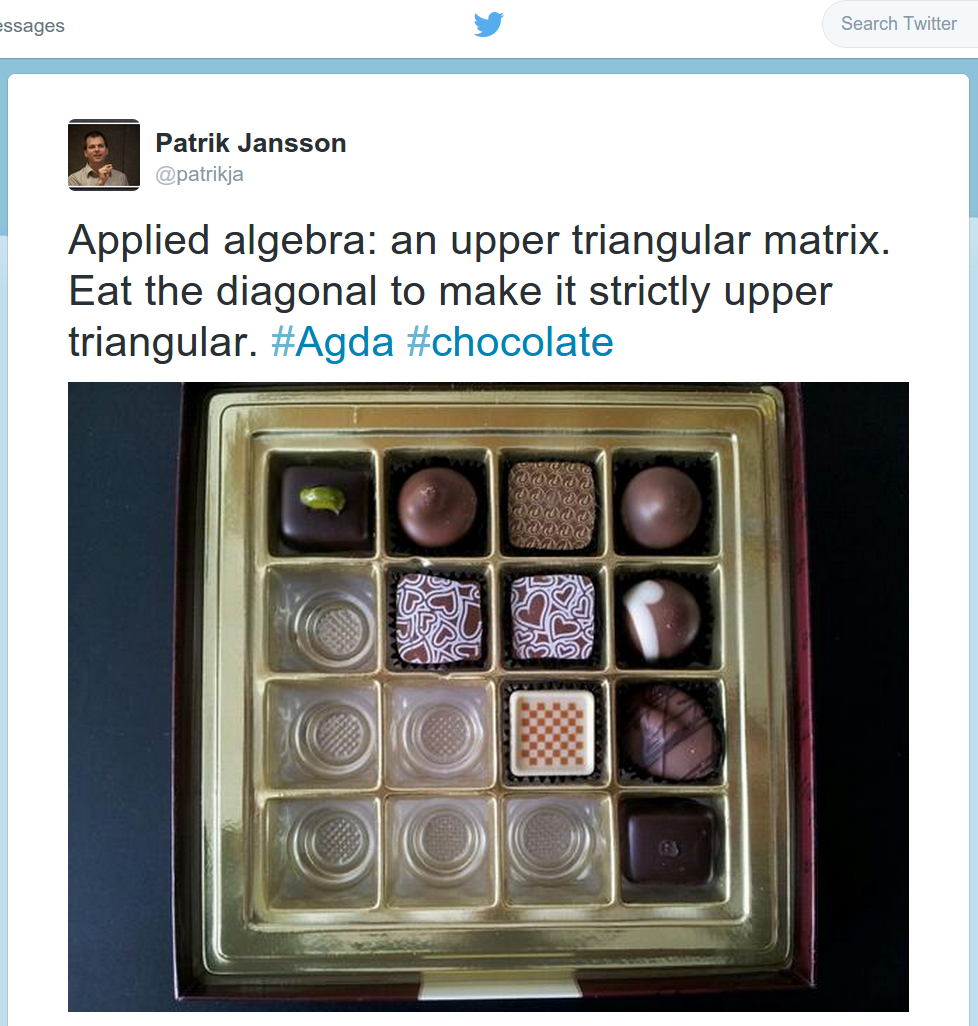 essages
Search Twitter
Patrik Jansson
@patrikja
Applied algebra: an upper triangular matrix.
Eat the diagonal to make it strictly upper
triangular. #Agda #chocolate